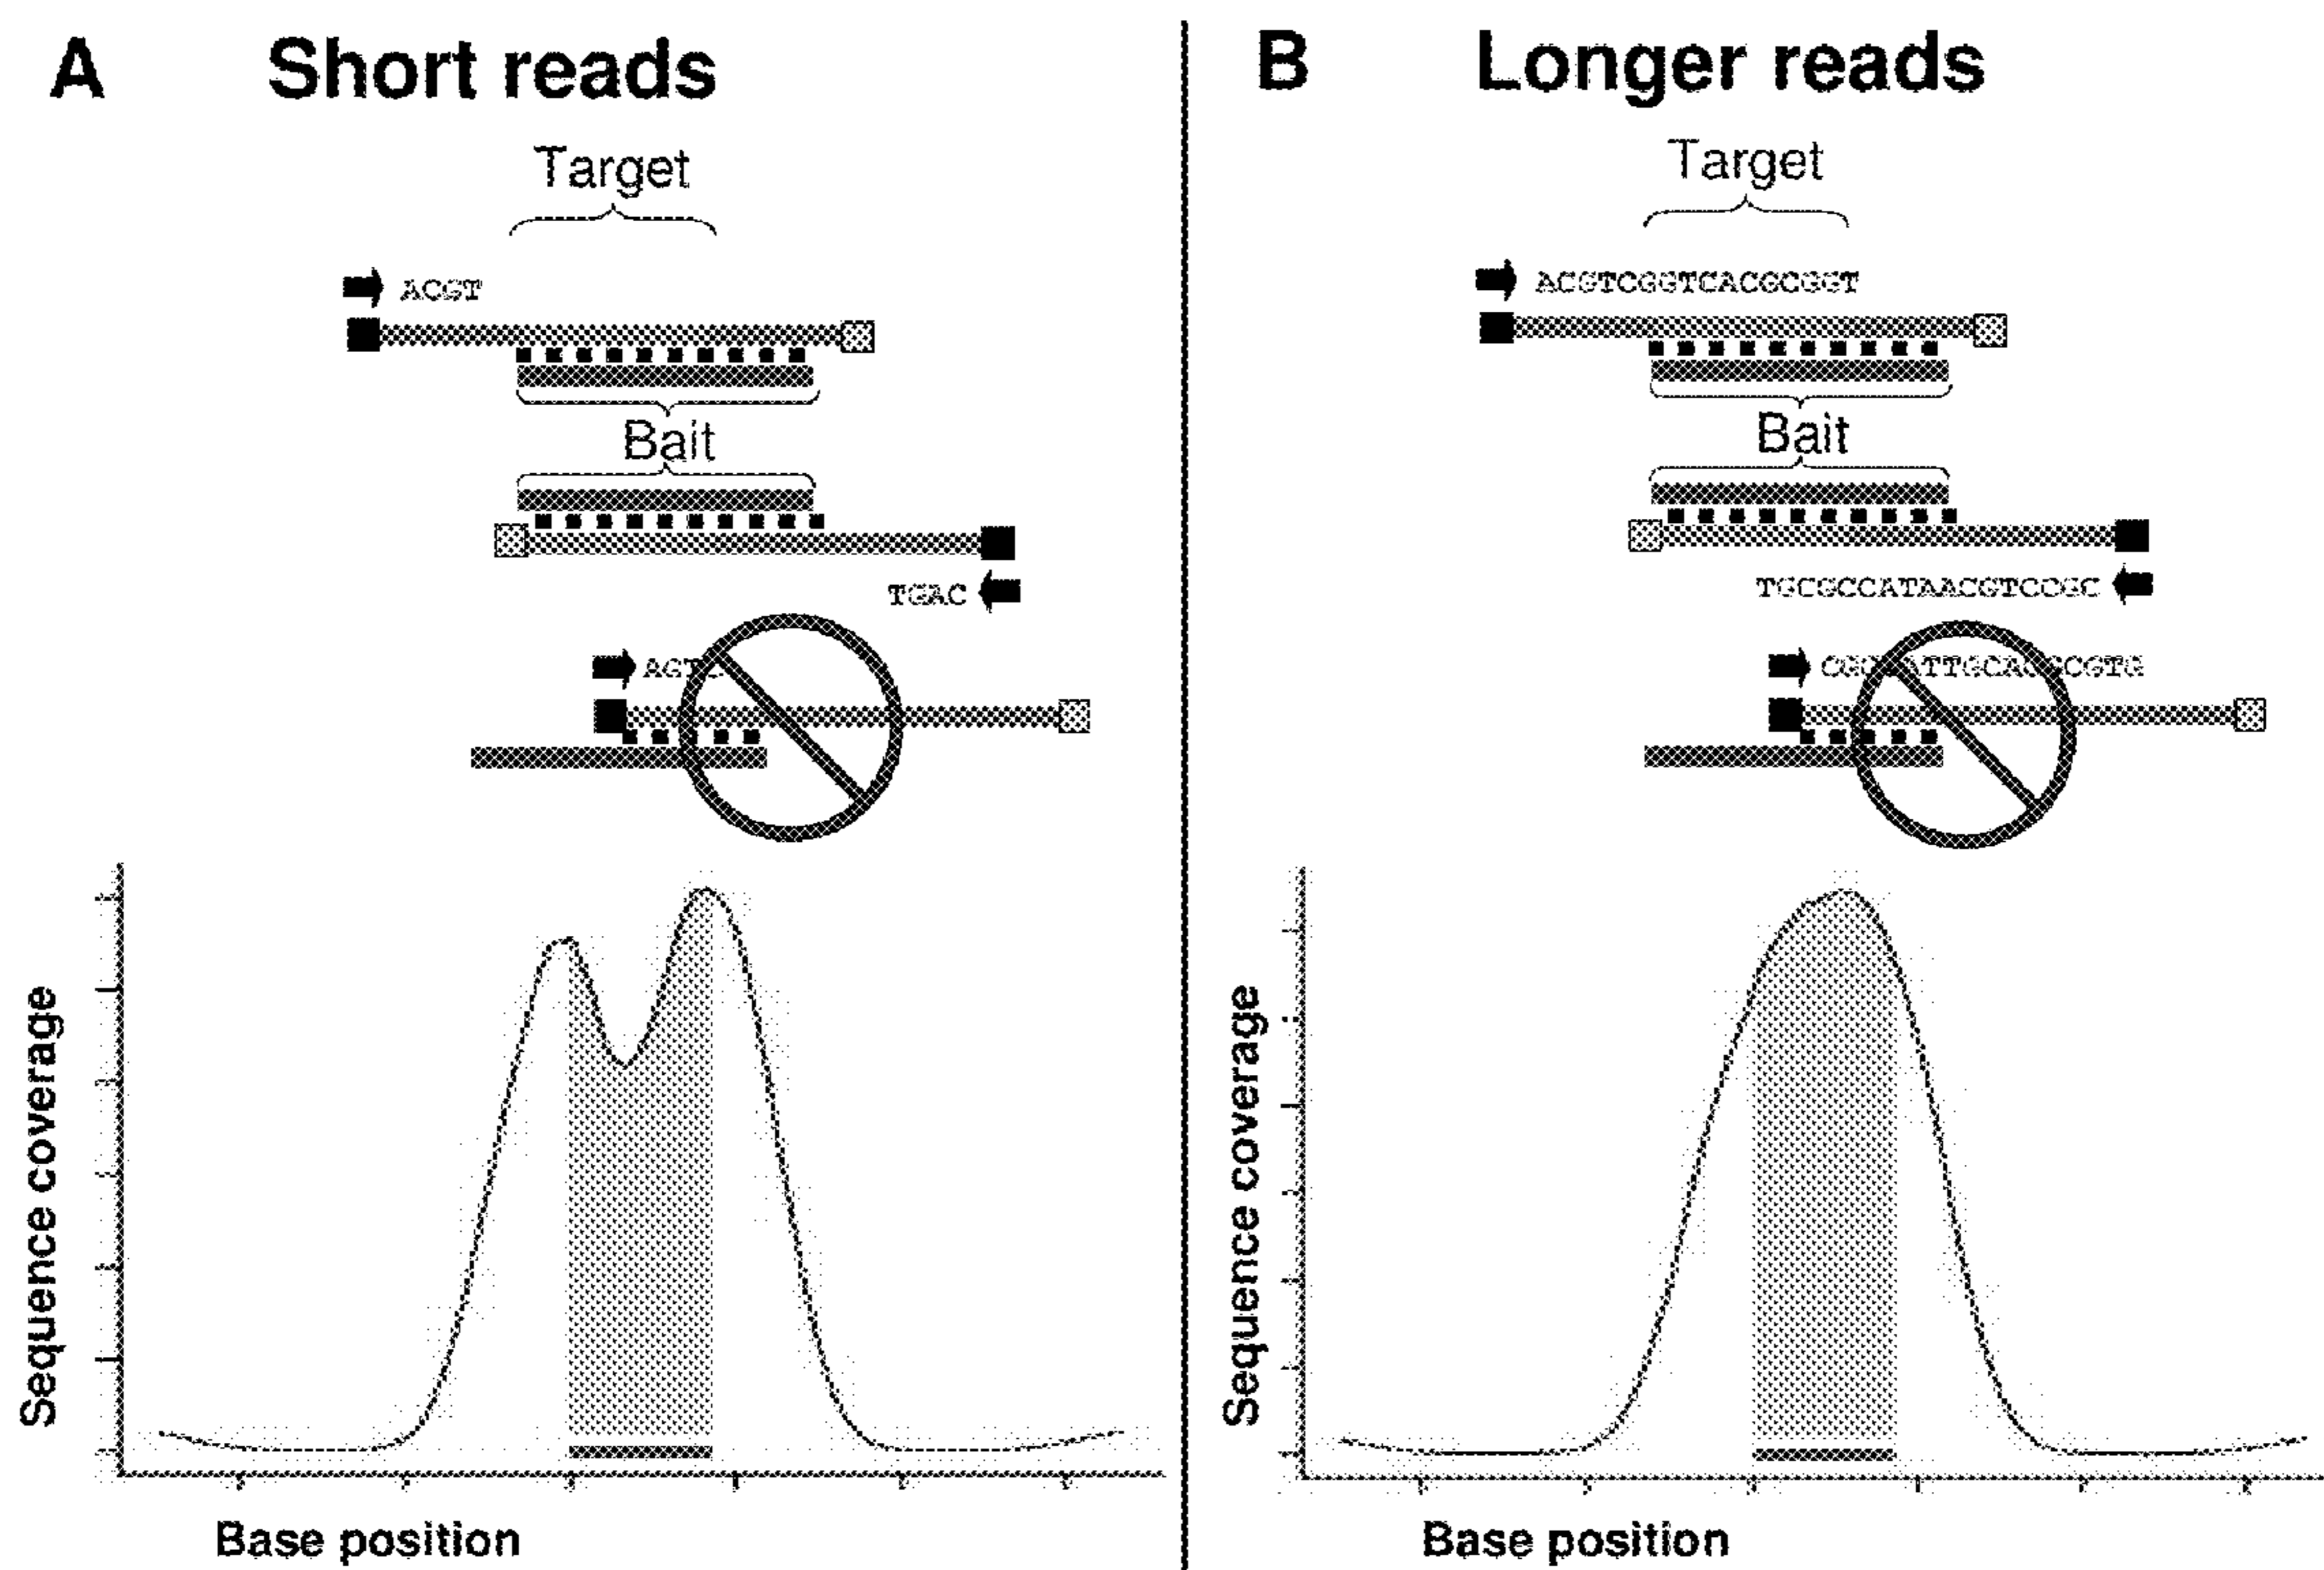 A Short reads
Target
ACGT
Bait
TGAC
Sequence coverage
Base position
B Longer reads
Target
ACGTCGGTCACGCGGT
Bait
TGCGCCATAACGTCCGC
Sequence coverage
Base position